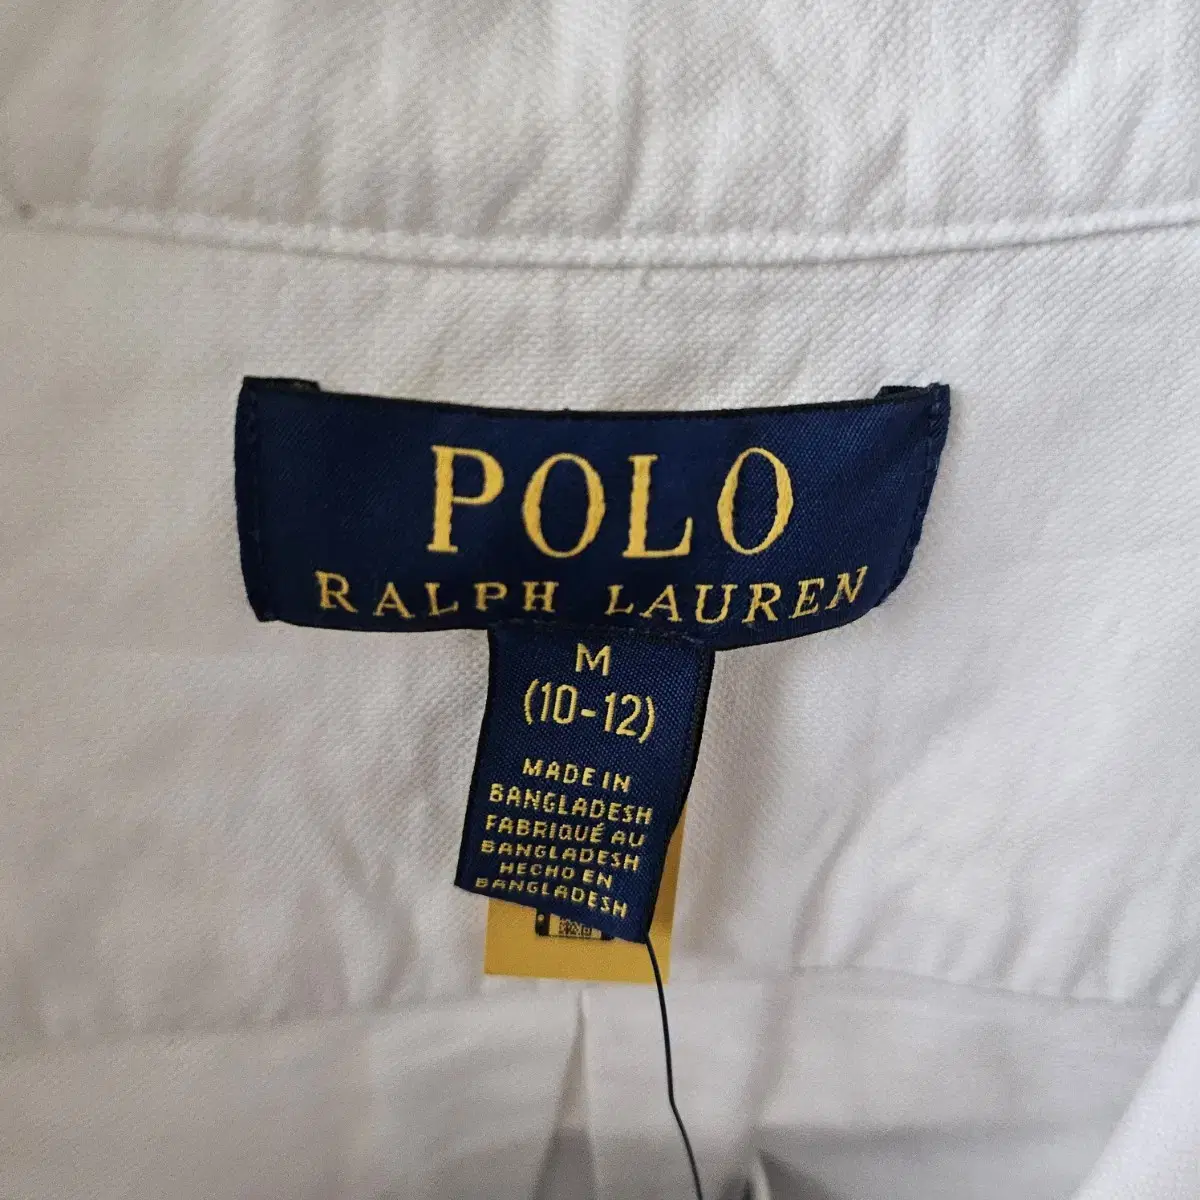 POLO
RALPH LAUREN
M
(10-12)
MADE IN
BANGLADESH
FABRIQUÉ AU
BANGLADESH
HECHO EN
BANGLADESH